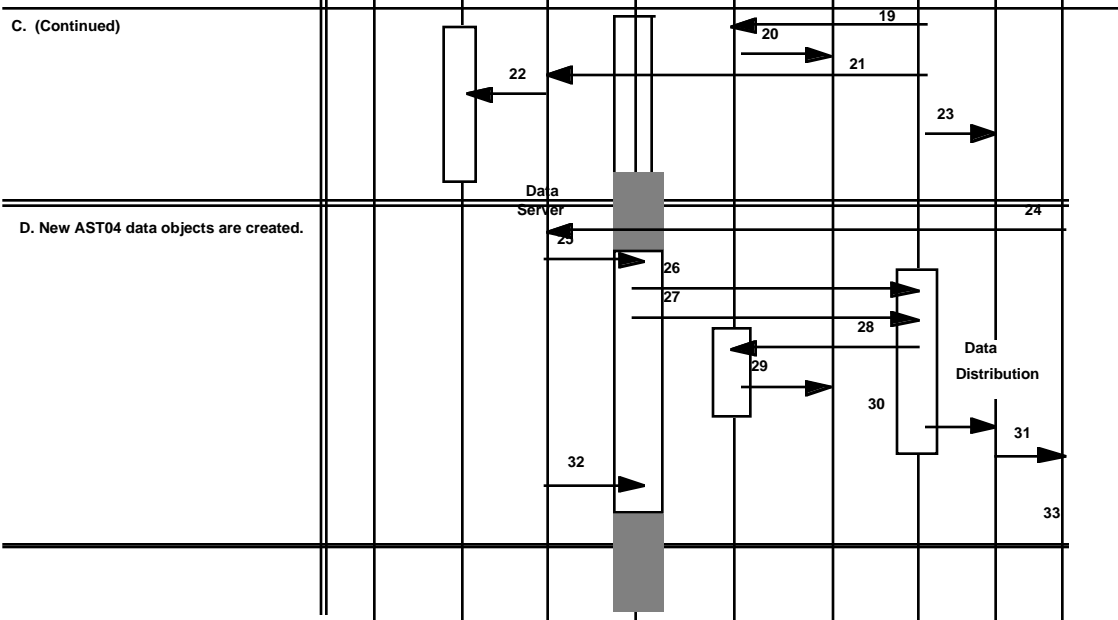 C. (Continued)
19
20
21
22
23
Data
Server
24
D. New AST04 data objects are created.
25
26
27
28
Data
Distribution
29
30
31
32
33